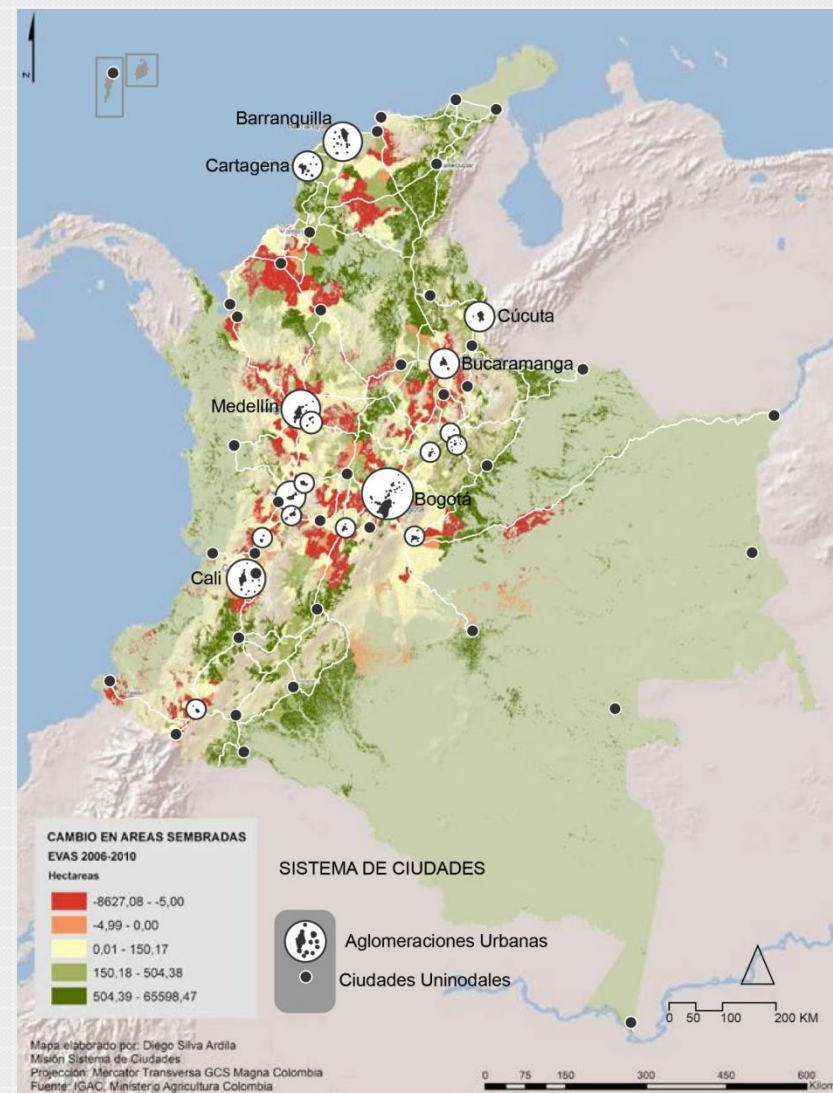 N
Barranquilla
Cartagena
Cúcuta
Bucaramanga
Medellín
Bogotá
Cali
CAMBIO EN AREAS SEMBRADAS
EVAS 2006-2010
Hectareas
-8627,08 - -5,00
-4,99 - 0,00
0,01 - 150,17
150,18 - 504,38
504,39 - 65598,47
SISTEMA DE CIUDADES
Aglomeraciones Urbanas
Ciudades Uninodales
0 50 100 200 KM
Mapa elaborado por: Diego Silva Ardila
Misión Sistema de Ciudades
Projección: Mercator Transversa GCS Magna Colombia
Fuente: IGAC, Ministerio Agricultura Colombia
0 75 150 300 450 600